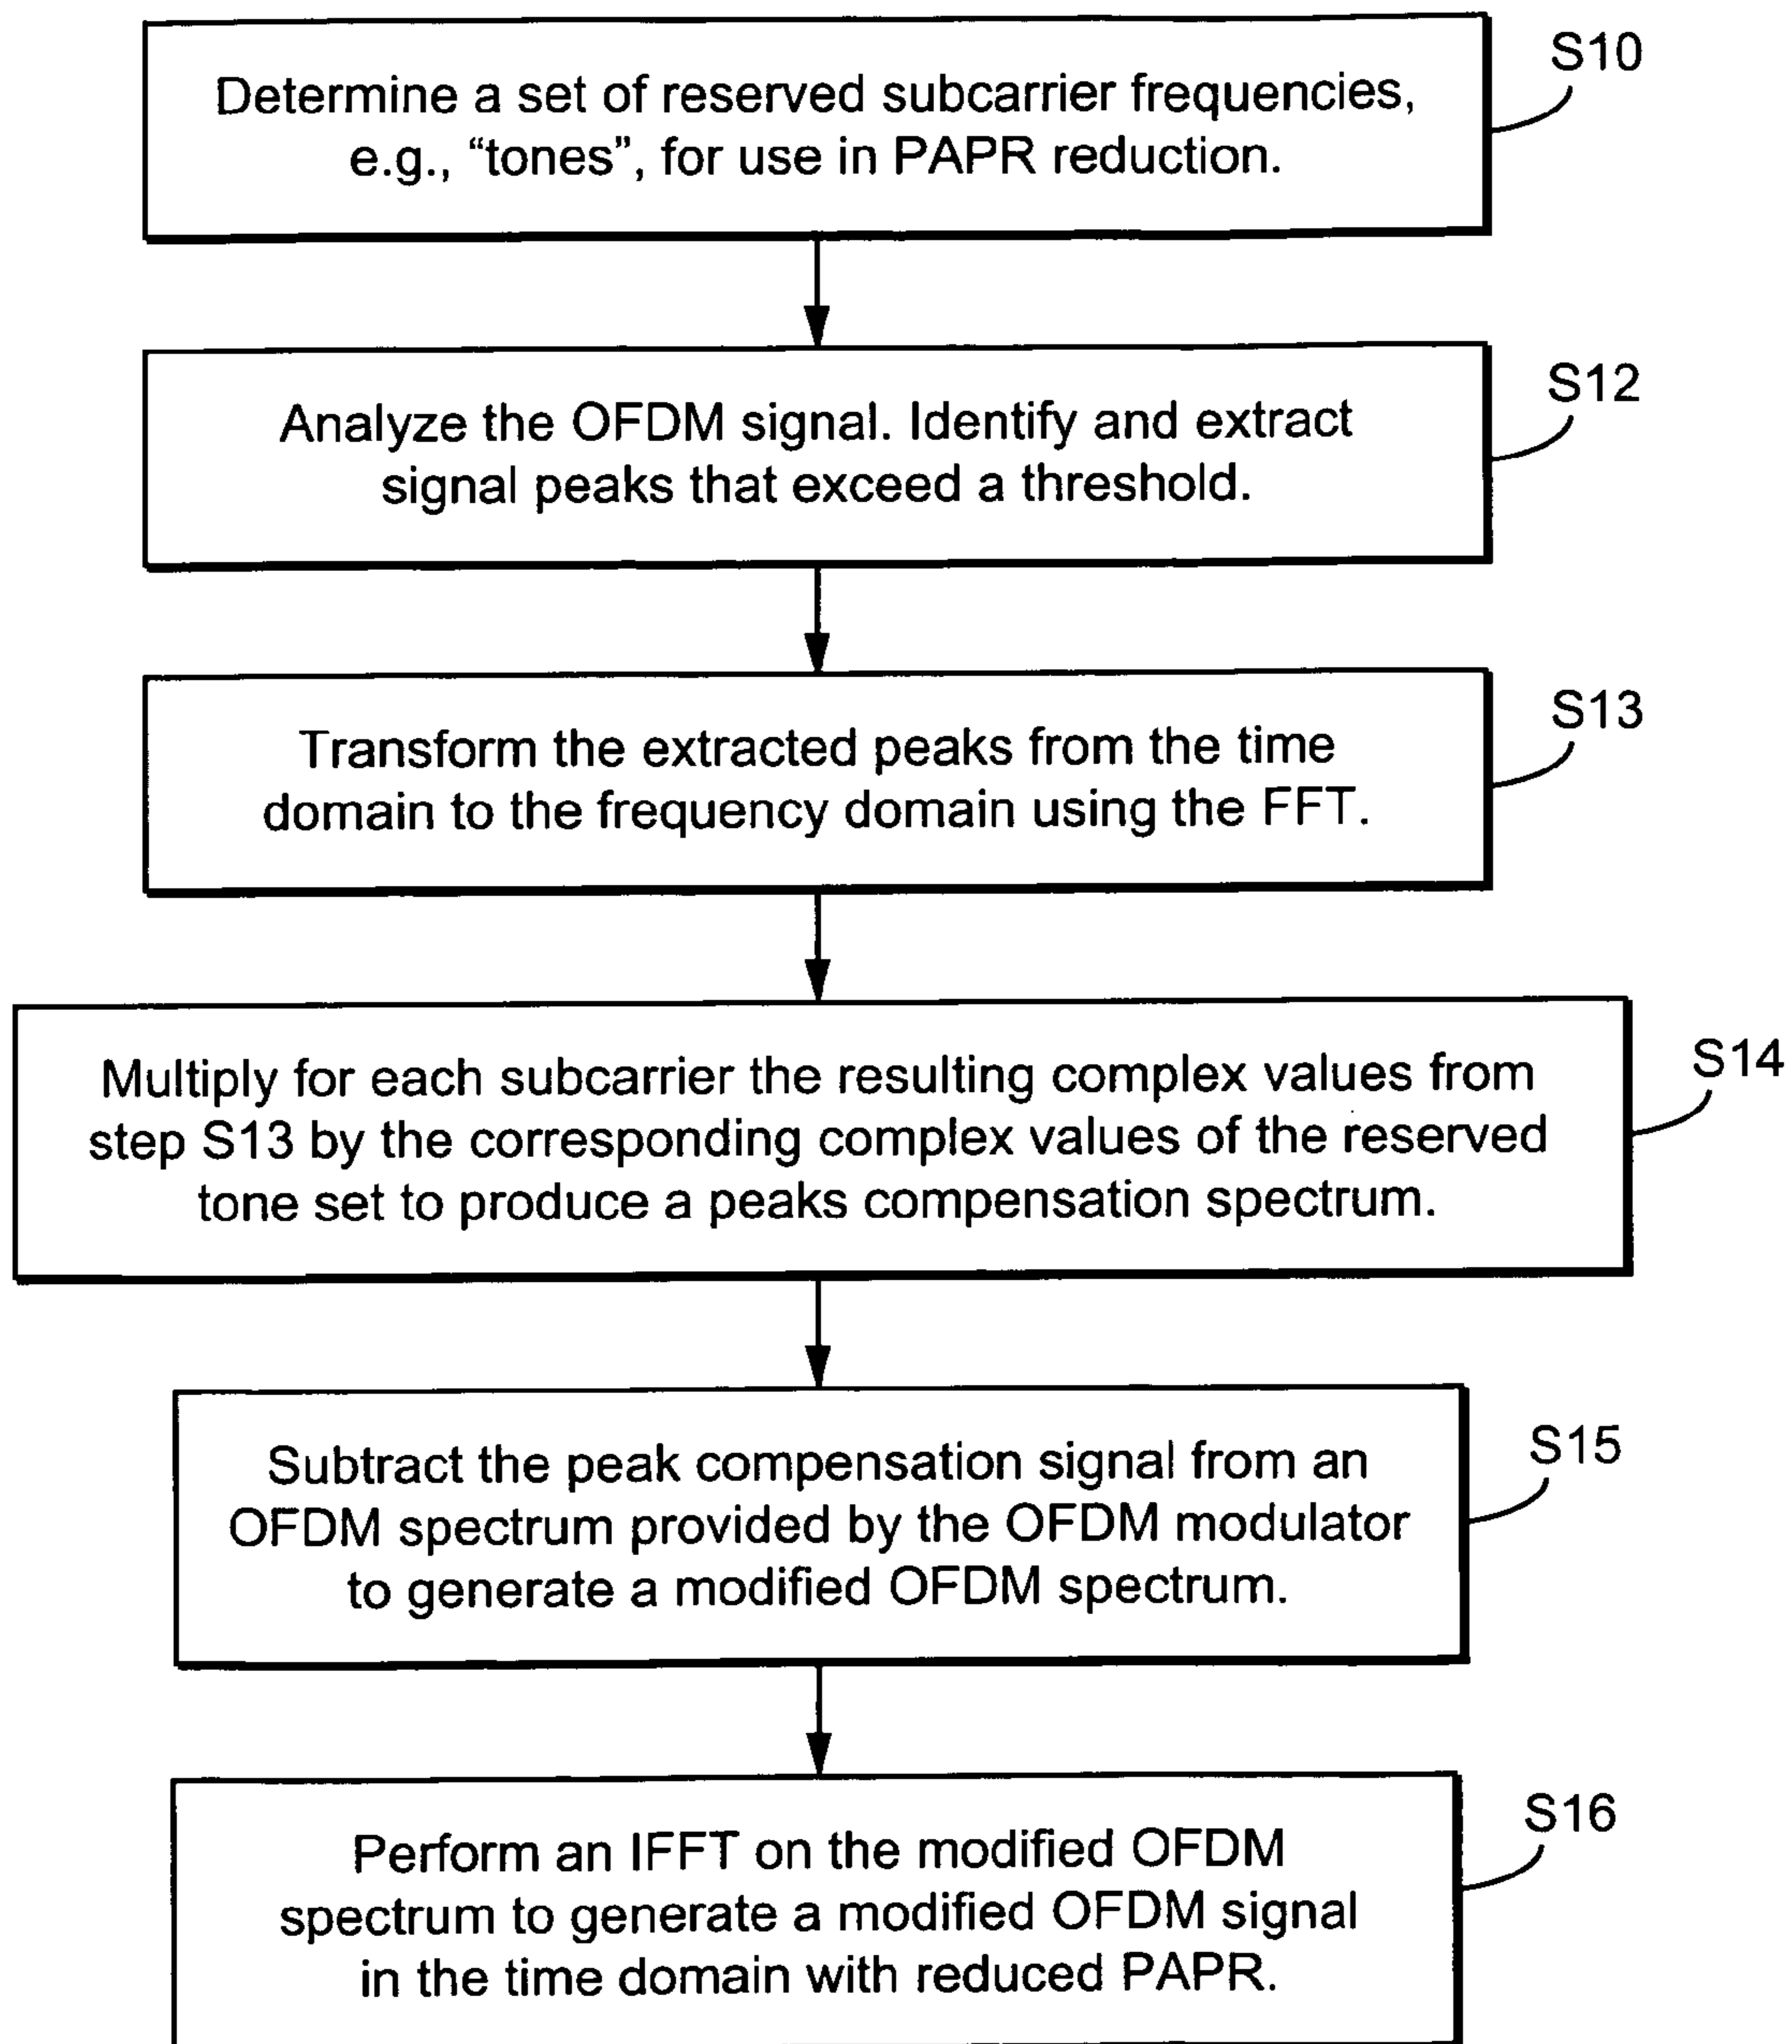 S10
Determine a set of reserved subcarrier frequencies,
e.g., “tones”, for use in PAPR reduction.
S12
Analyze the OFDM signal. Identify and extract
signal peaks that exceed a threshold.
S13
Transform the extracted peaks from the time
domain to the frequency domain using the FFT.
S14
Multiply for each subcarrier the resulting complex values from
step S13 by the corresponding complex values of the reserved
tone set to produce a peaks compensation spectrum.
S15
Subtract the peak compensation signal from an
OFDM spectrum provided by the OFDM modulator
to generate a modified OFDM spectrum.
S16
Perform an IFFT on the modified OFDM
spectrum to generate a modified OFDM signal
in the time domain with reduced PAPR.